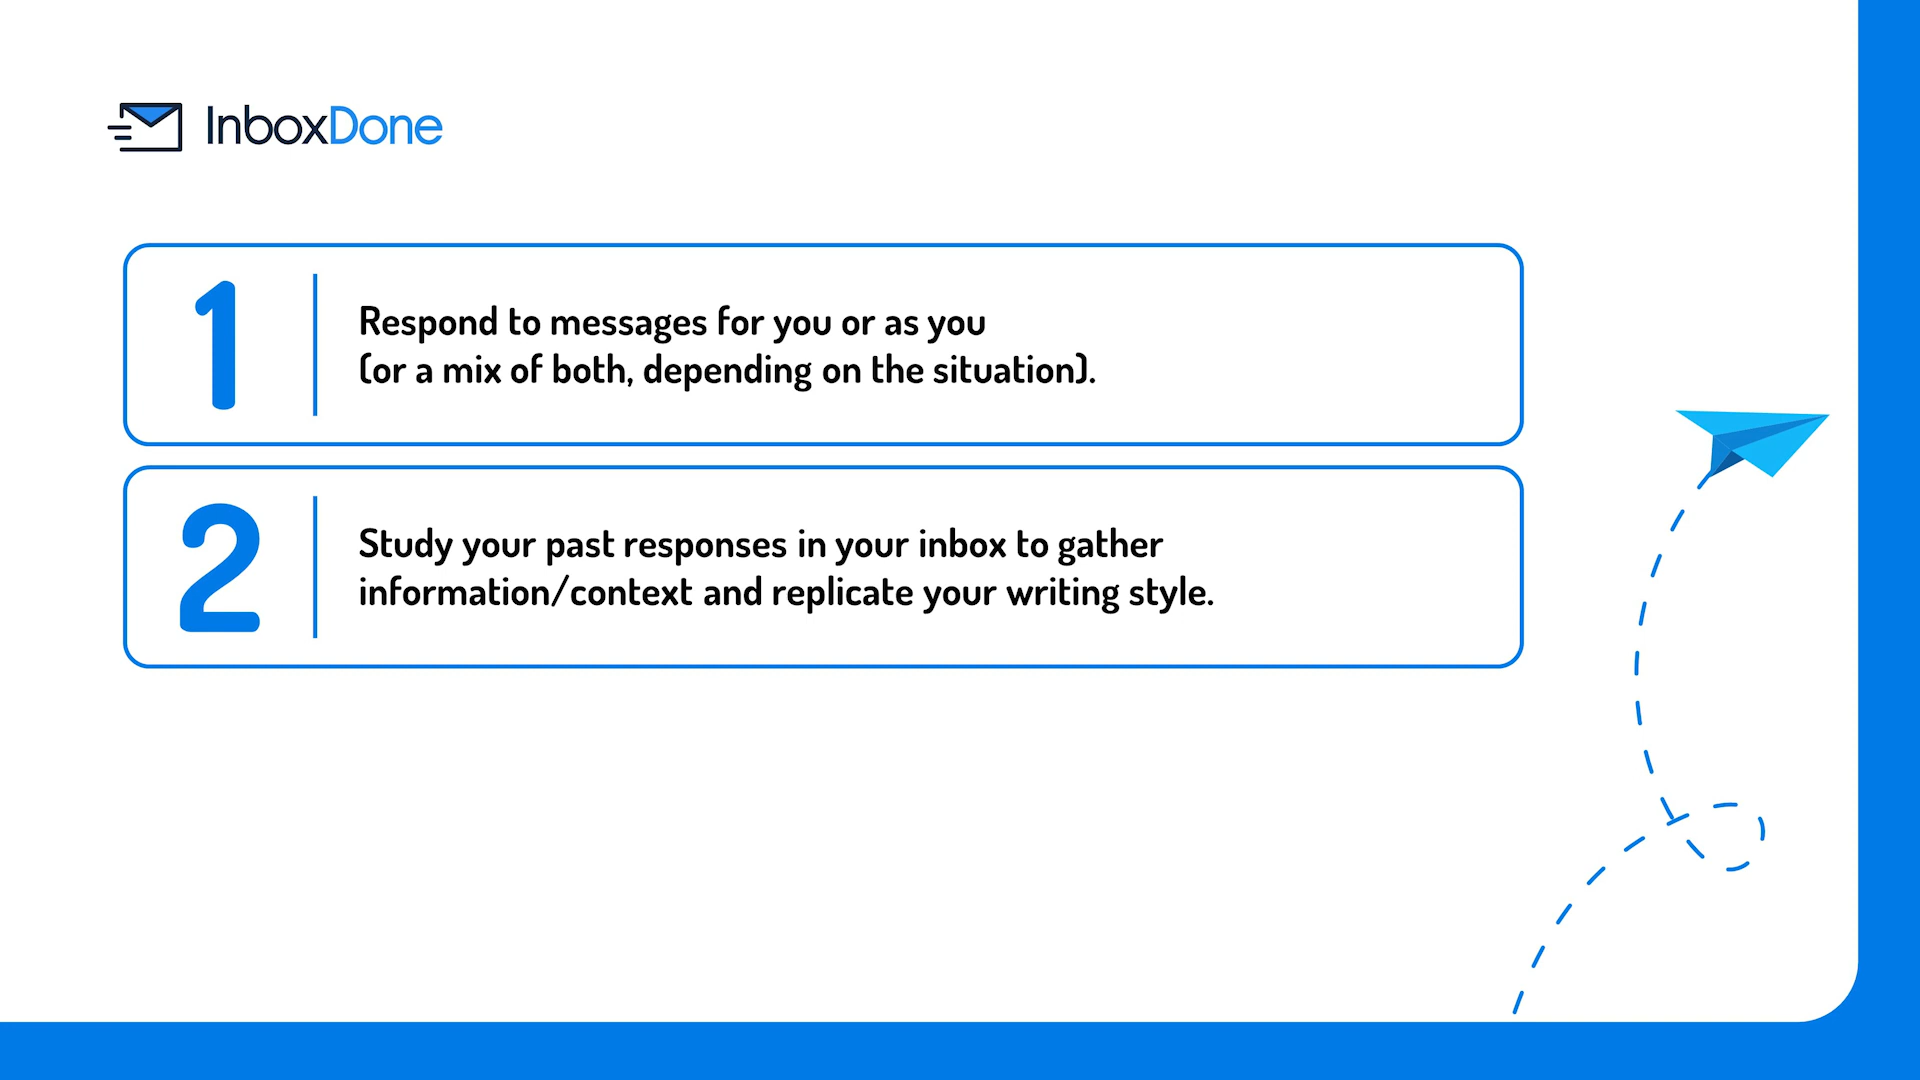 InboxDone
1
Respond to messages for you or as you
(or a mix of both, depending on the situation).
2
Study your past responses in your inbox to gather
information/context and replicate your writing style.